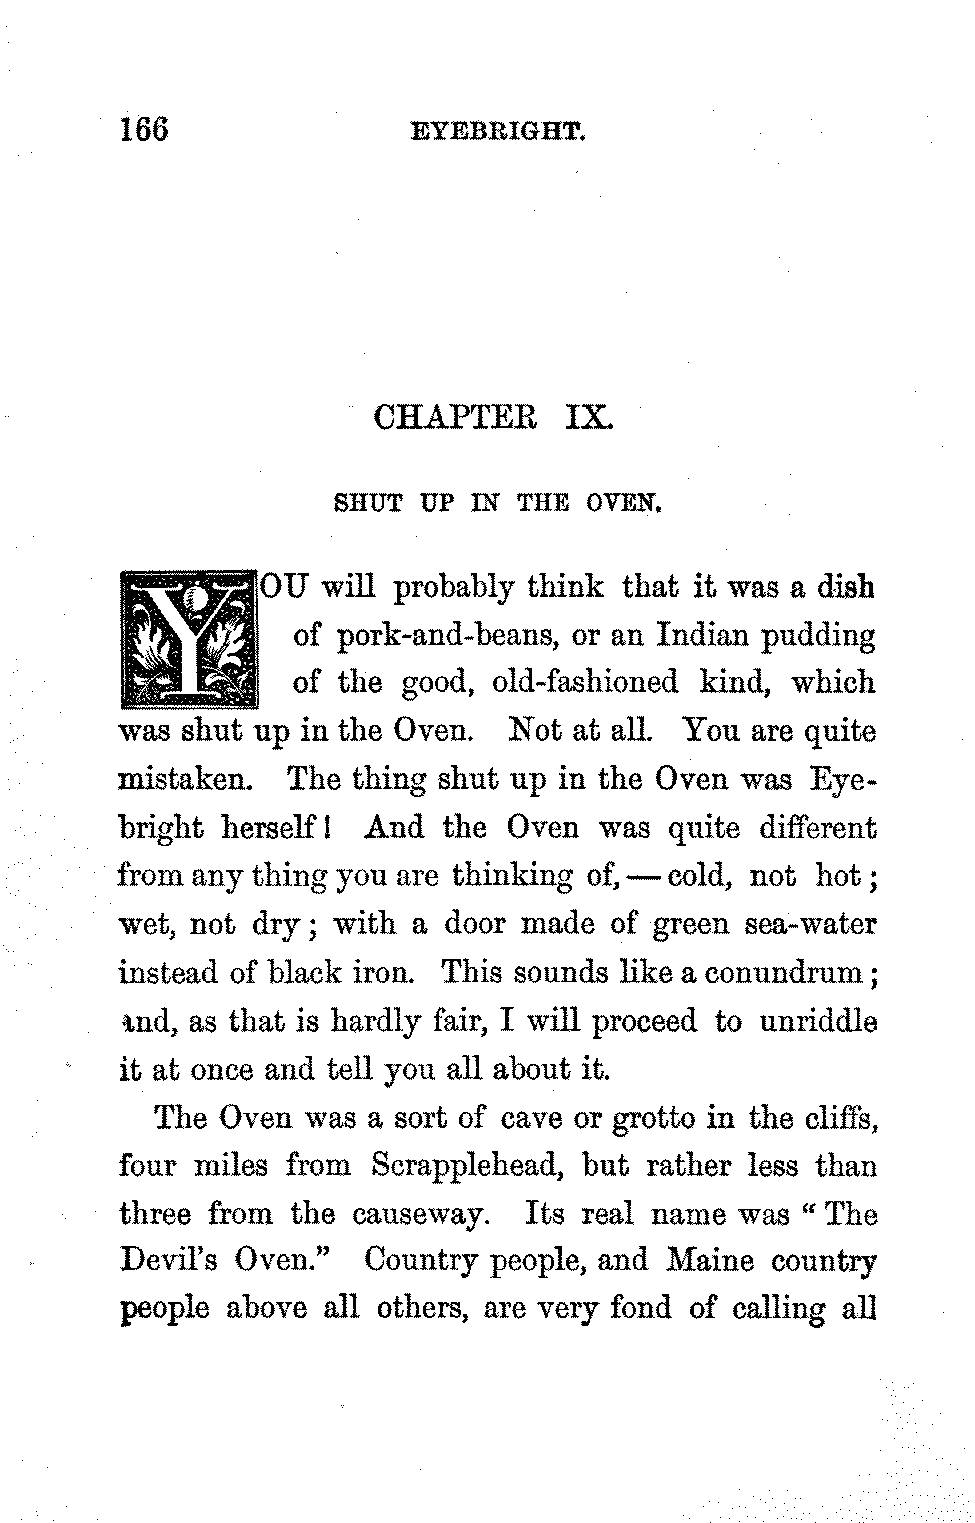 166 EYEBRIGHT.
CHAPTER IX.
SHUT UP IN THE OVEN.
YOU will probably think that it was a dish
of pork-and-beans, or an Indian pudding
of the good, old-fashioned kind, which
was shut up in the Oven. Not at all. You are quite
mistaken. The thing shut up in the Oven was Eye-
bright herself! And the Oven was quite different
from any thing you are thinking of, — cold, not hot;
wet, not dry; with a door made of green sea-water
instead of black iron. This sounds like a conundrum;
and, as that is hardly fair, I will proceed to unriddle
it at once and tell you all about it.
The Oven was a sort of cave or grotto in the cliffs,
four miles from Scrapplehead, but rather less than
three from the causeway. Its real name was “The
Devil’s Oven.” Country people, and Maine country
people above all others, are very fond of calling all